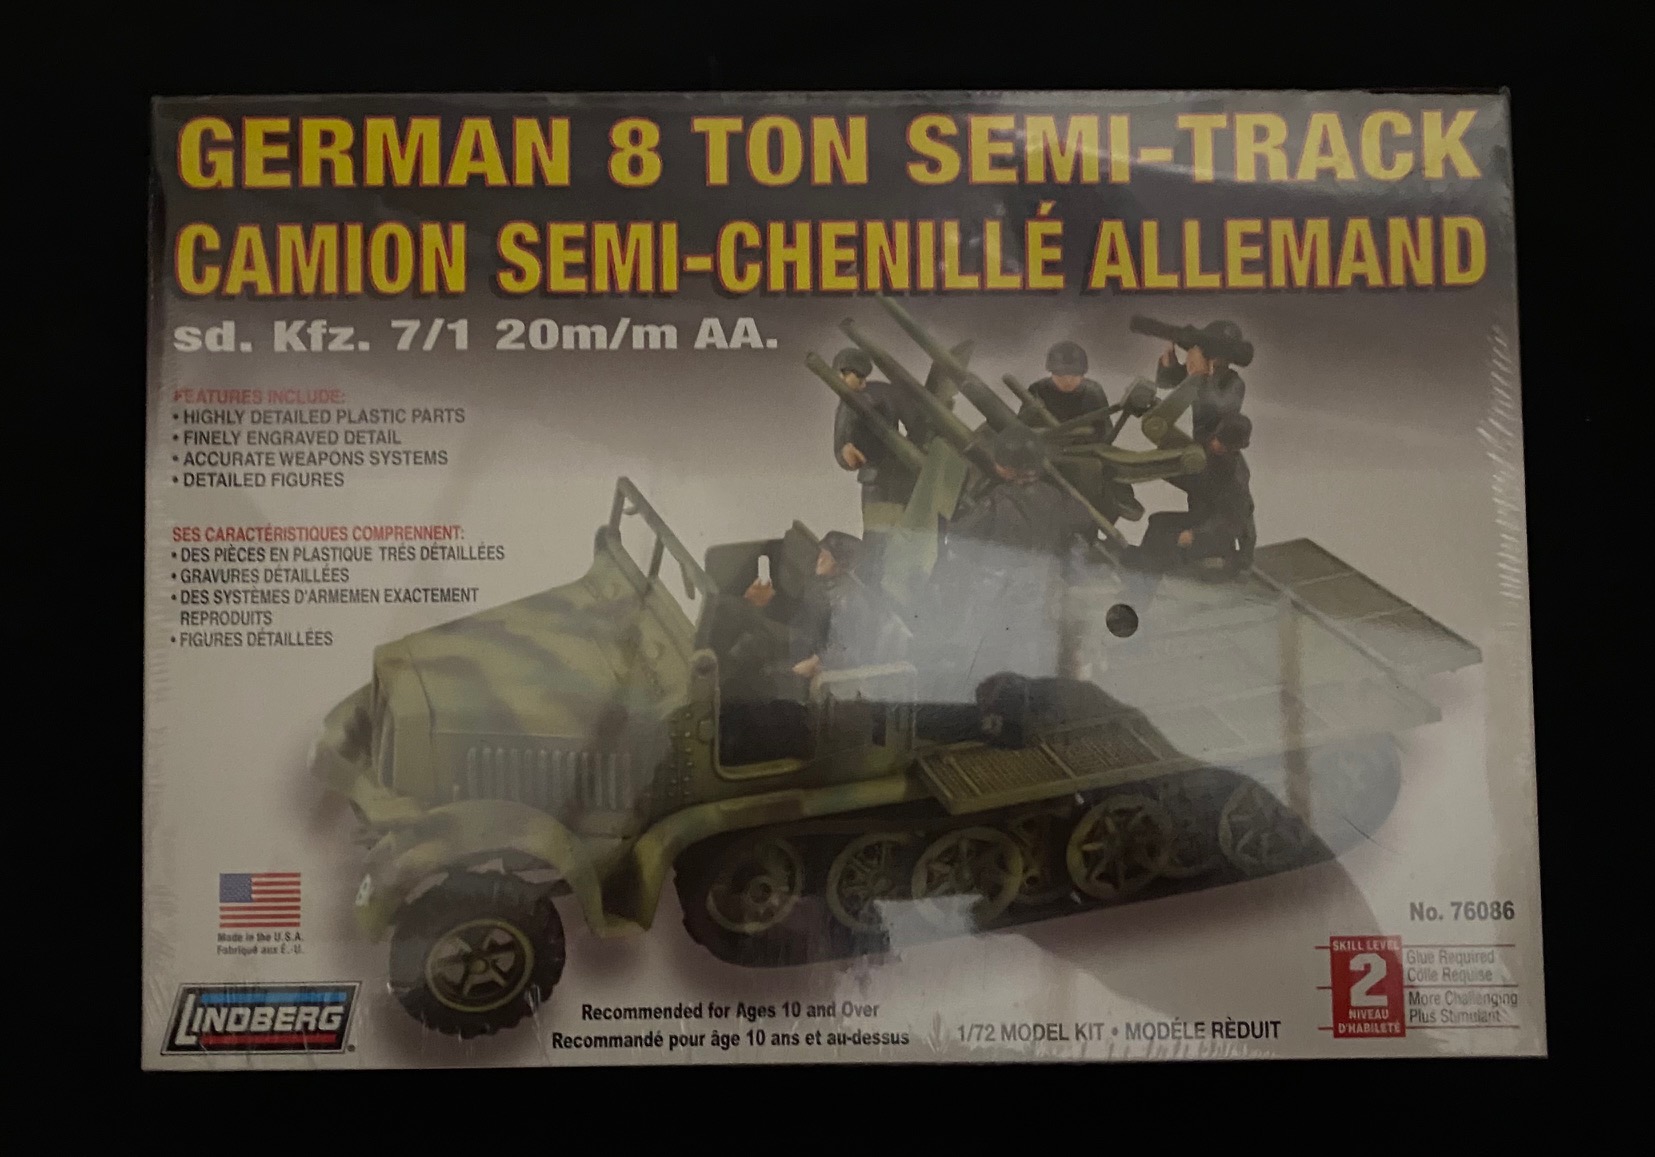 GERMAN 8 TON SEMI-TRACK
CAMION SEMI-CHENILLÉ ALLEMAND
sd. Kfz. 7/1 20m/m AA.
FEATURES INCLUDE:
• HIGHLY DETAILED PLASTIC PARTS
• FINELY ENGRAVED DETAIL
• ACCURATE WEAPONS SYSTEMS
• DETAILED FIGURES
SES CARACTÉRISTIQUES COMPRENNENT:
• DES PIÈCES EN PLASTIQUE TRÉS DÉTAILLÉES
• GRAVURES DÉTAILLÉES
• DES SYSTÈMES D'ARMEMEN EXACTEMENT
REPRODUITS
• FIGURES DÉTAILLÉES
Made in the U.S.A.
Fabriqué aux É.-U.
LINDBERG
Recommended for Ages 10 and Over
Recommandé pour âge 10 ans et au-dessus
1/72 MODEL KIT • MODÉLE RÈDUIT
No. 76086
SKILL LEVEL
2
NIVEAU
D'HABILETÉ
Glue Required
Colle Requise
More Challenging
Plus Stimulant